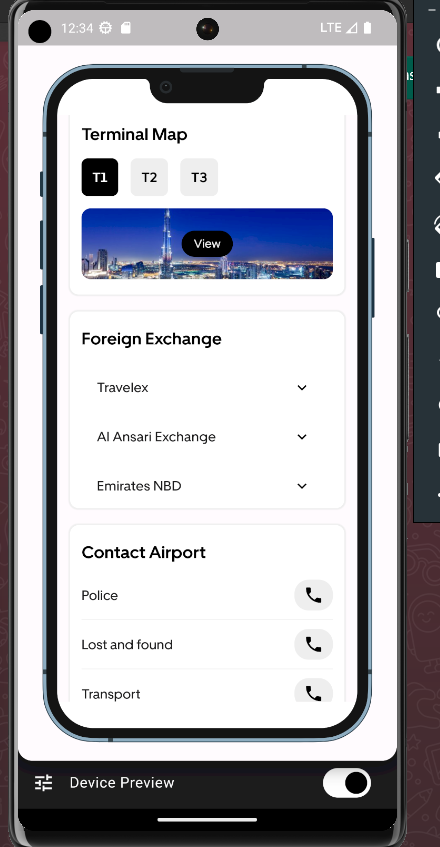 12:34
LTE
Terminal Map
T1 T2 T3
View
Foreign Exchange
Travelex
Al Ansari Exchange
Emirates NBD
Contact Airport
Police
Lost and found
Transport
Device Preview